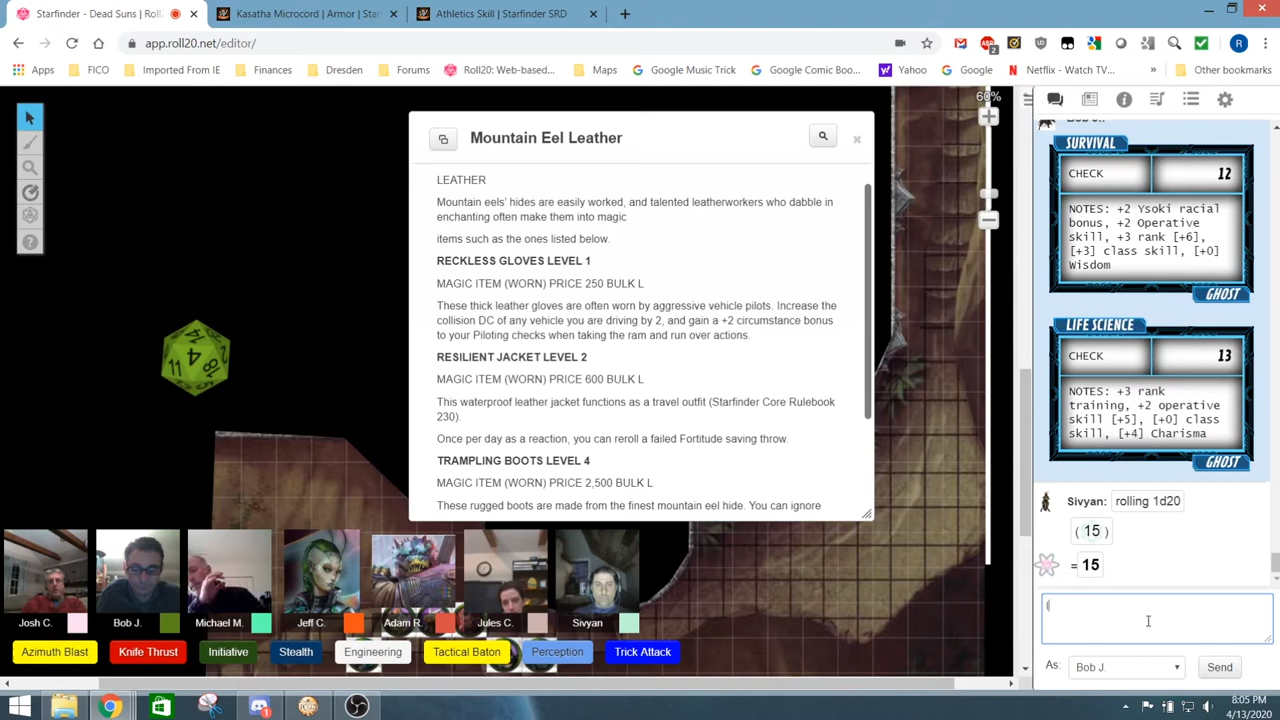 Starfinder - Dead Suns | Rol
Kasatha Microcord | Armor | Star
Athletics Skill | Starfinder SRD
app.roll20.net/editor/
Apps
FICO
Imported From IE
Finances
Dresden
Forums
Roll20: Web-based...
Maps
Google Music Trick
Google Comic Boo...
Yahoo
Google
Netflix - Watch TV...
Other bookmarks
60%
Mountain Eel Leather
LEATHER
Mountain eels' hides are easily worked, and talented leatherworkers who dabble in
enchanting often make them into magic
items such as the ones listed below.
RECKLESS GLOVES LEVEL 1
MAGIC ITEM (WORN) PRICE 250 BULK L
These thick leather gloves are often worn by aggressive vehicle pilots. Increase the
collision DC of any vehicle you are driving by 2, and gain a +2 circumstance bonus
to your Piloting checks when taking the ram and run over actions.
RESILIENT JACKET LEVEL 2
MAGIC ITEM (WORN) PRICE 600 BULK L
This waterproof leather jacket functions as a travel outfit (Starfinder Core Rulebook
230).
Once per day as a reaction, you can reroll a failed Fortitude saving throw.
TRAMPLING BOOTS LEVEL 4
MAGIC ITEM (WORN) PRICE 2,500 BULK L
These rugged boots are made from the finest mountain eel hide. You can ignore
11
4
Josh C.
Bob J.
Michael M.
Jeff C.
Adam R.
Jules C.
Sivyan
Azimuth Blast
Knife Thrust
Initiative
Stealth
Engineering
Tactical Baton
Perception
Trick Attack
Bob J.:
SURVIVAL
CHECK 12
NOTES: +2 Ysoki racial
bonus, +2 Operative
skill, +3 rank [+6],
[+3] class skill, [+0]
Wisdom
GHOST
LIFE SCIENCE
CHECK 13
NOTES: +3 rank
training, +2 operative
skill [+5], [+0] class
skill, [+4] Charisma
GHOST
Sivyan: rolling 1d20
(15)
=15
As: Bob J.
Send
8:05 PM
4/13/2020